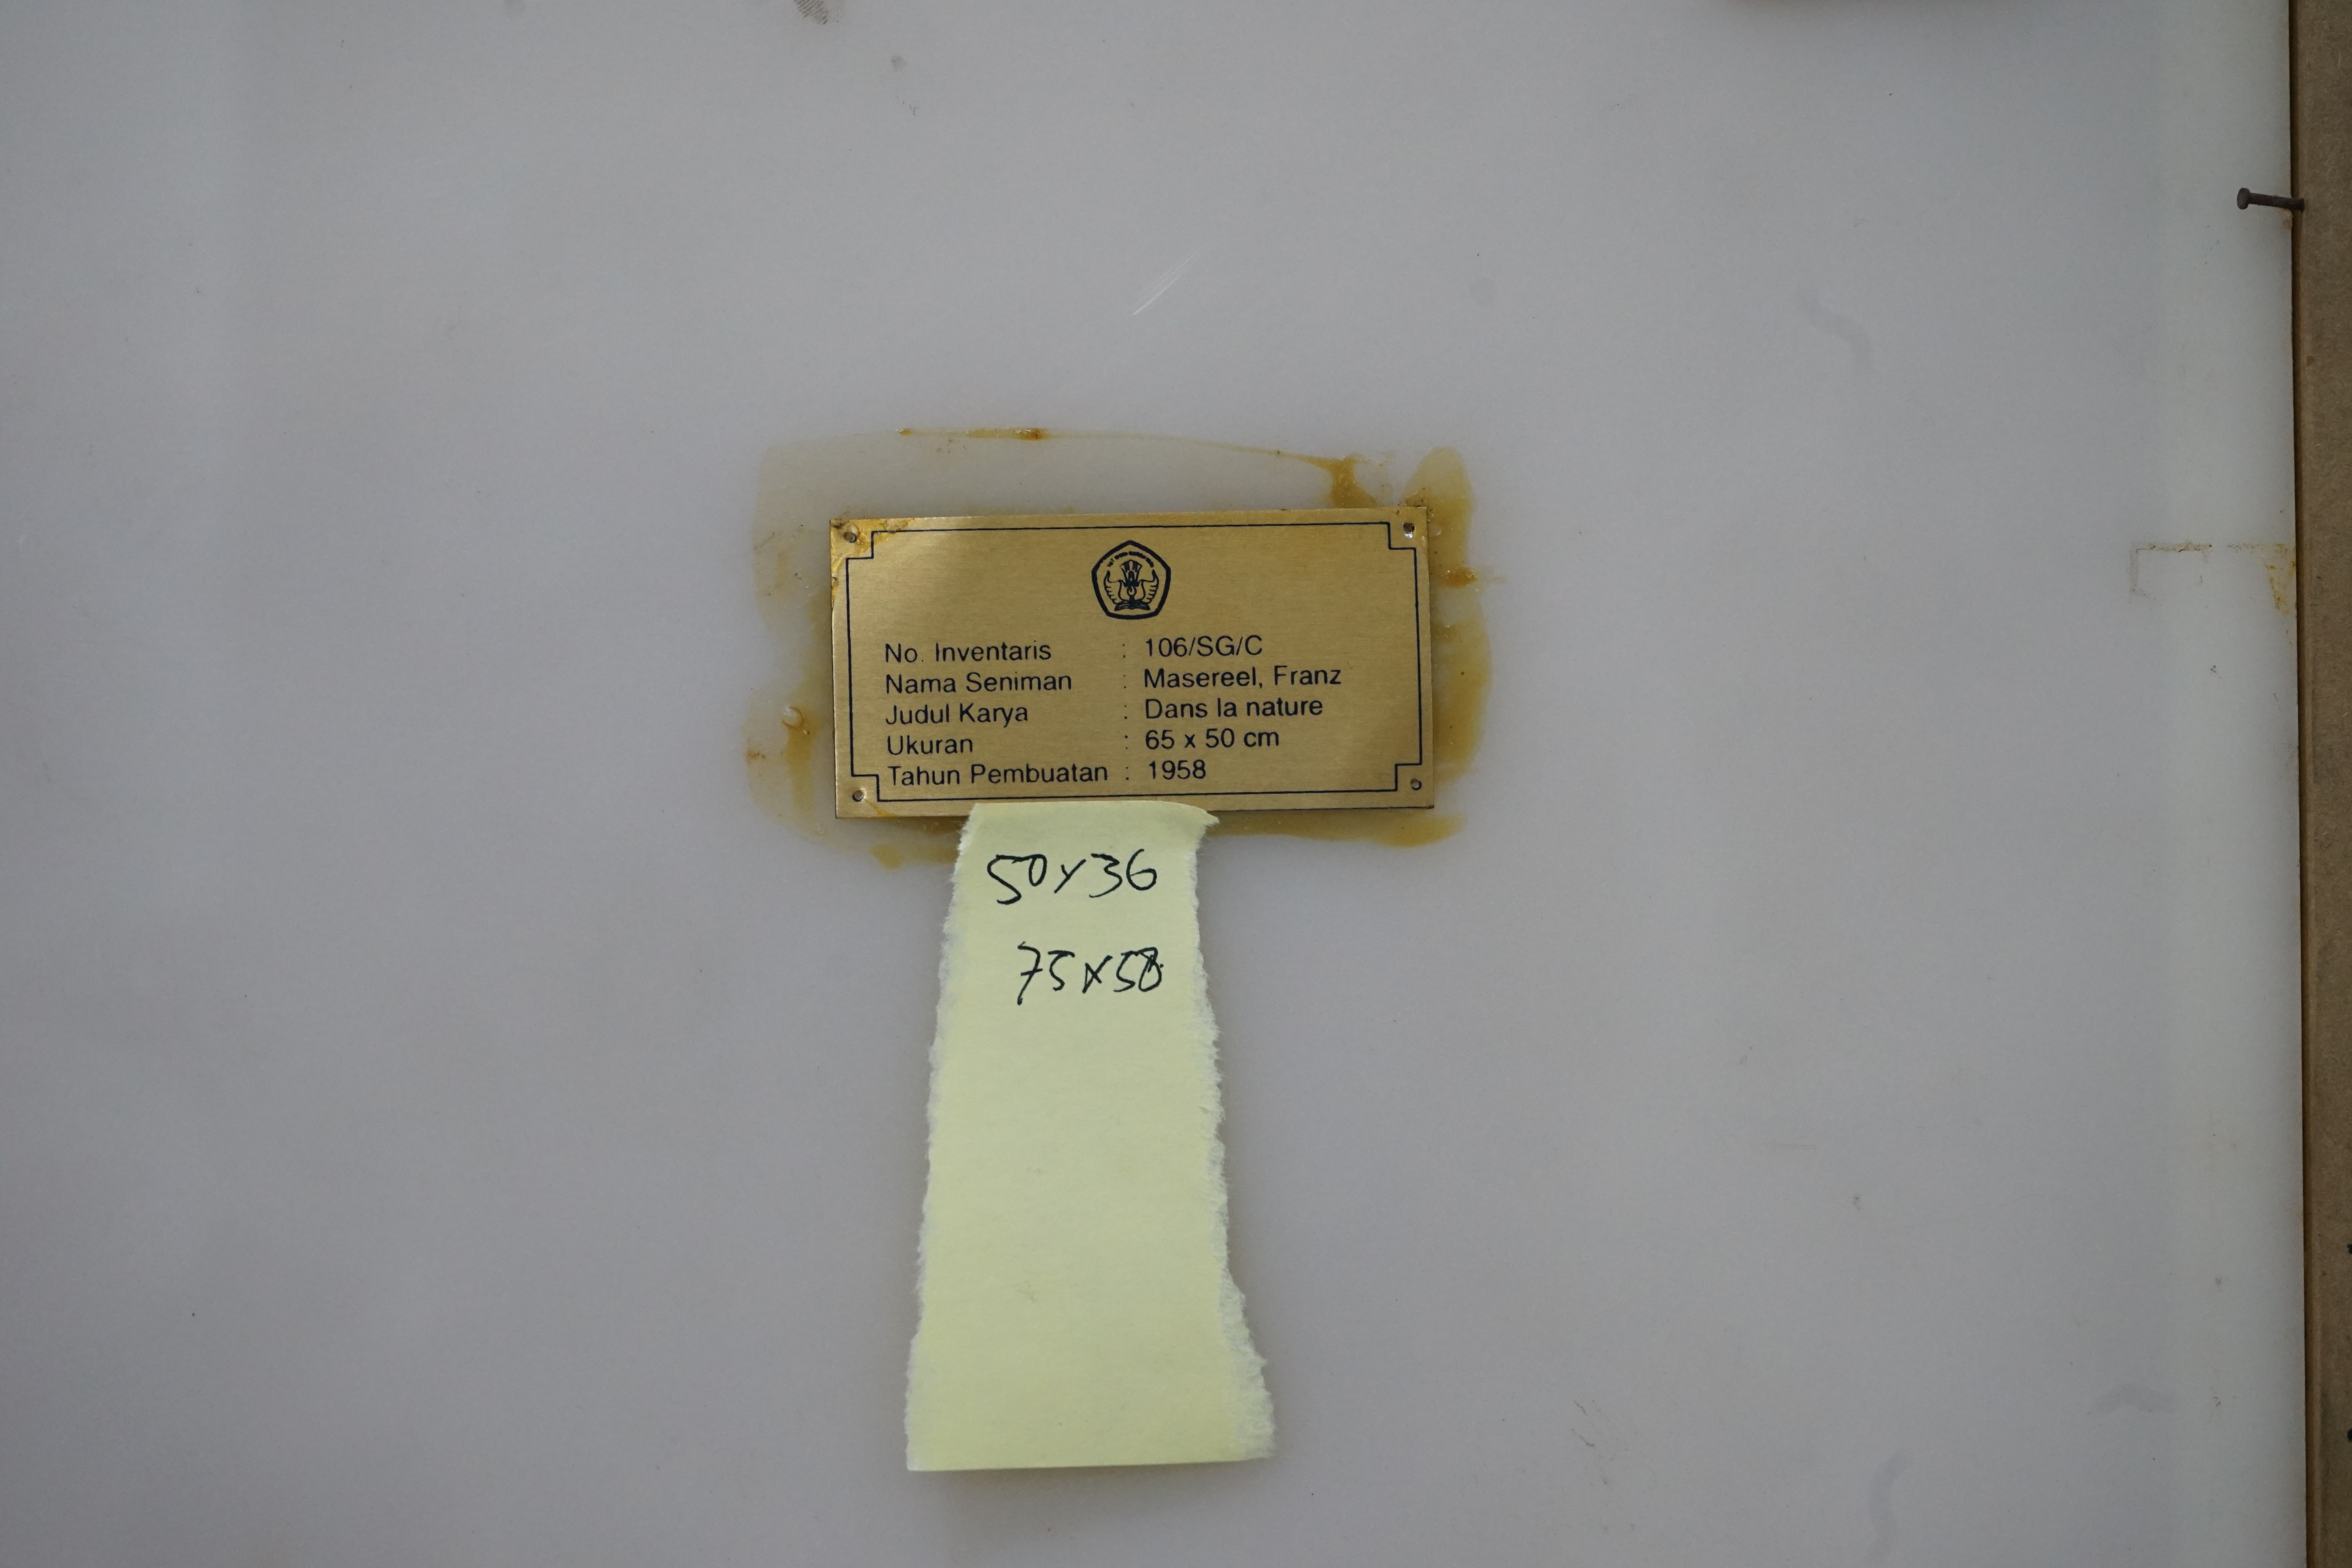 No. Inventaris : 106/SG/C
Nama Seniman : Masereel, Franz
Judul Karya : Dans la nature
Ukuran : 65 x 50 cm
Tahun Pembuatan : 1958
50x36
75x58